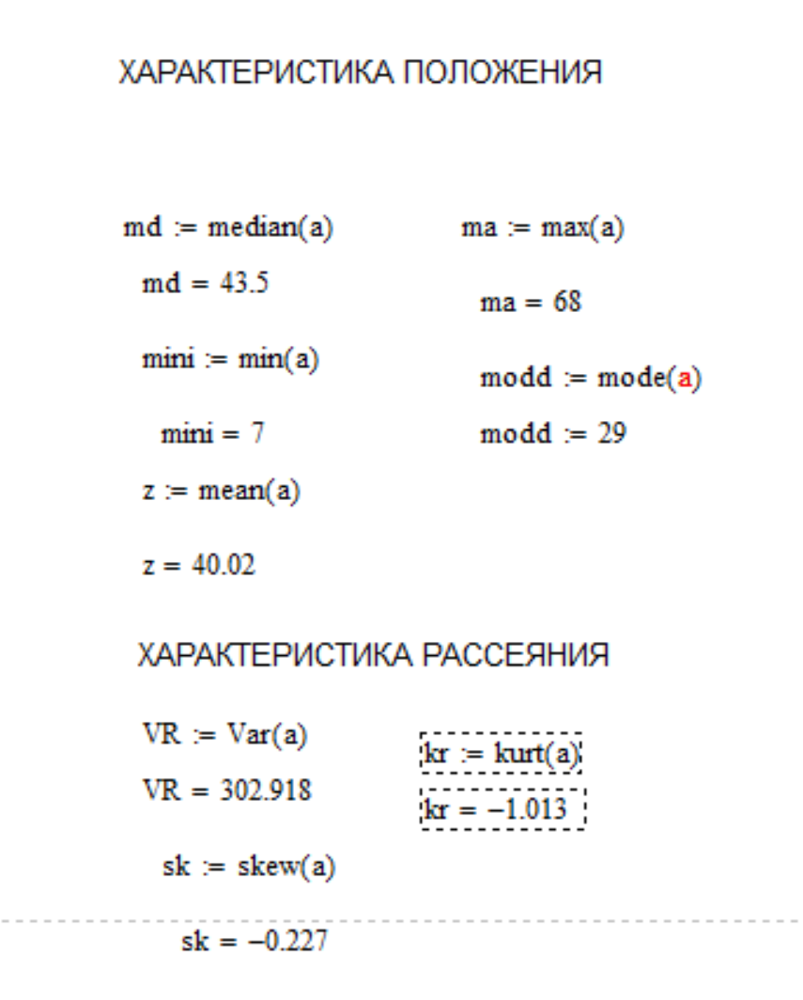 ХАРАКТЕРИСТИКА ПОЛОЖЕНИЯ
md := median(a)
ma := max(a)
md = 43.5
ma = 68
mini := min(a)
modd := mode(a)
mini = 7
modd := 29
z := mean(a)
z = 40.02
ХАРАКТЕРИСТИКА РАССЕЯНИЯ
VR := Var(a)
kr := kurt(a)
VR = 302.918
kr = −1.013
sk := skew(a)
sk = −0.227